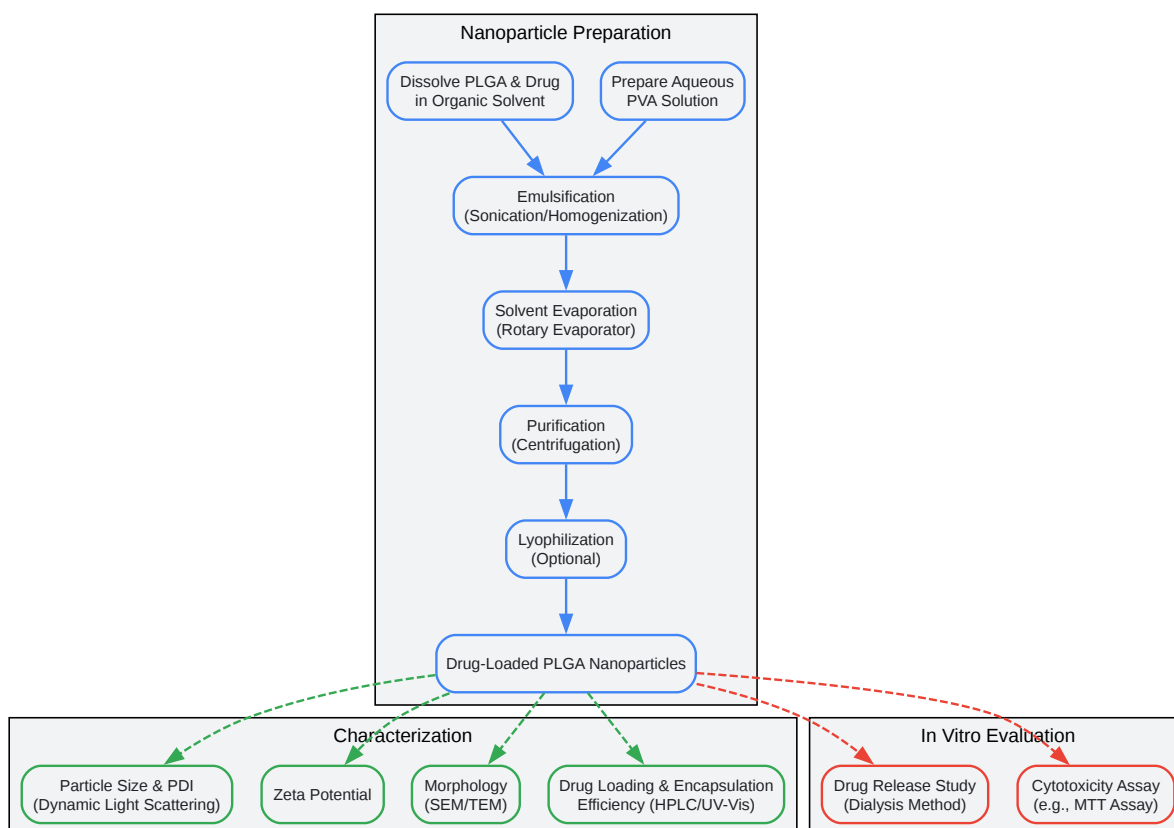 Nanoparticle Preparation
Dissolve PLGA & Drug
in Organic Solvent
Prepare Aqueous
PVA Solution
Emulsification
(Sonication/Homogenization)
Solvent Evaporation
(Rotary Evaporator)
Purification
(Centrifugation)
Lyophilization
(Optional)
Drug-Loaded PLGA Nanoparticles
Characterization
Particle Size & PDI
(Dynamic Light Scattering)
Zeta Potential
Morphology
(SEM/TEM)
Drug Loading & Encapsulation
Efficiency (HPLC/UV-Vis)
In Vitro Evaluation
Drug Release Study
(Dialysis Method)
Cytotoxicity Assay
(e.g., MTT Assay)